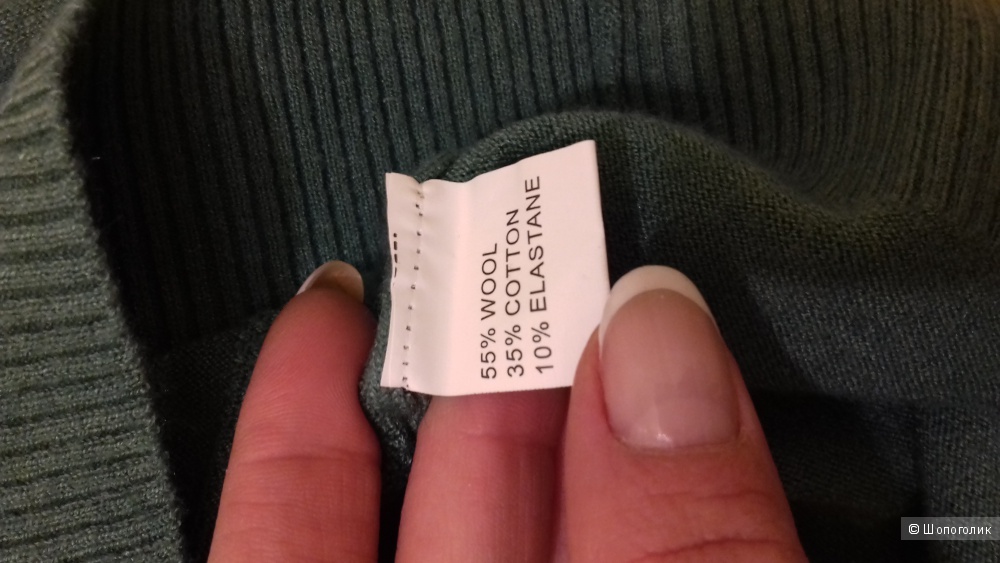 55% WOOL
35% COTTON
10% ELASTANE
© Шопоголик